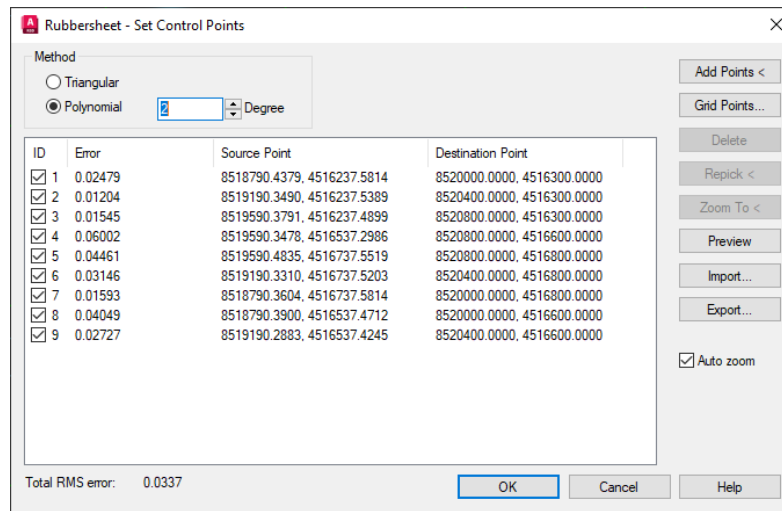 Rubbersheet - Set Control Points
Method
Triangular
Polynomial 2 Degree
Add Points <
Grid Points...
Delete
Repick <
Zoom To <
Preview
Import...
Export...
Auto zoom
ID Error Source Point Destination Point
1 0.02479 8518790.4379, 4516237.5814 8520000.0000, 4516300.0000
2 0.01204 8519190.3490, 4516237.5389 8520400.0000, 4516300.0000
3 0.01545 8519590.3791, 4516237.4899 8520800.0000, 4516300.0000
4 0.06002 8519590.3478, 4516537.2986 8520800.0000, 4516600.0000
5 0.04461 8519590.4835, 4516737.5519 8520800.0000, 4516800.0000
6 0.03146 8519190.3310, 4516737.5203 8520400.0000, 4516800.0000
7 0.01593 8518790.3604, 4516737.5814 8520000.0000, 4516800.0000
8 0.04049 8518790.3900, 4516537.4712 8520000.0000, 4516600.0000
9 0.02727 8519190.2883, 4516537.4245 8520400.0000, 4516600.0000
Total RMS error: 0.0337
OK Cancel Help